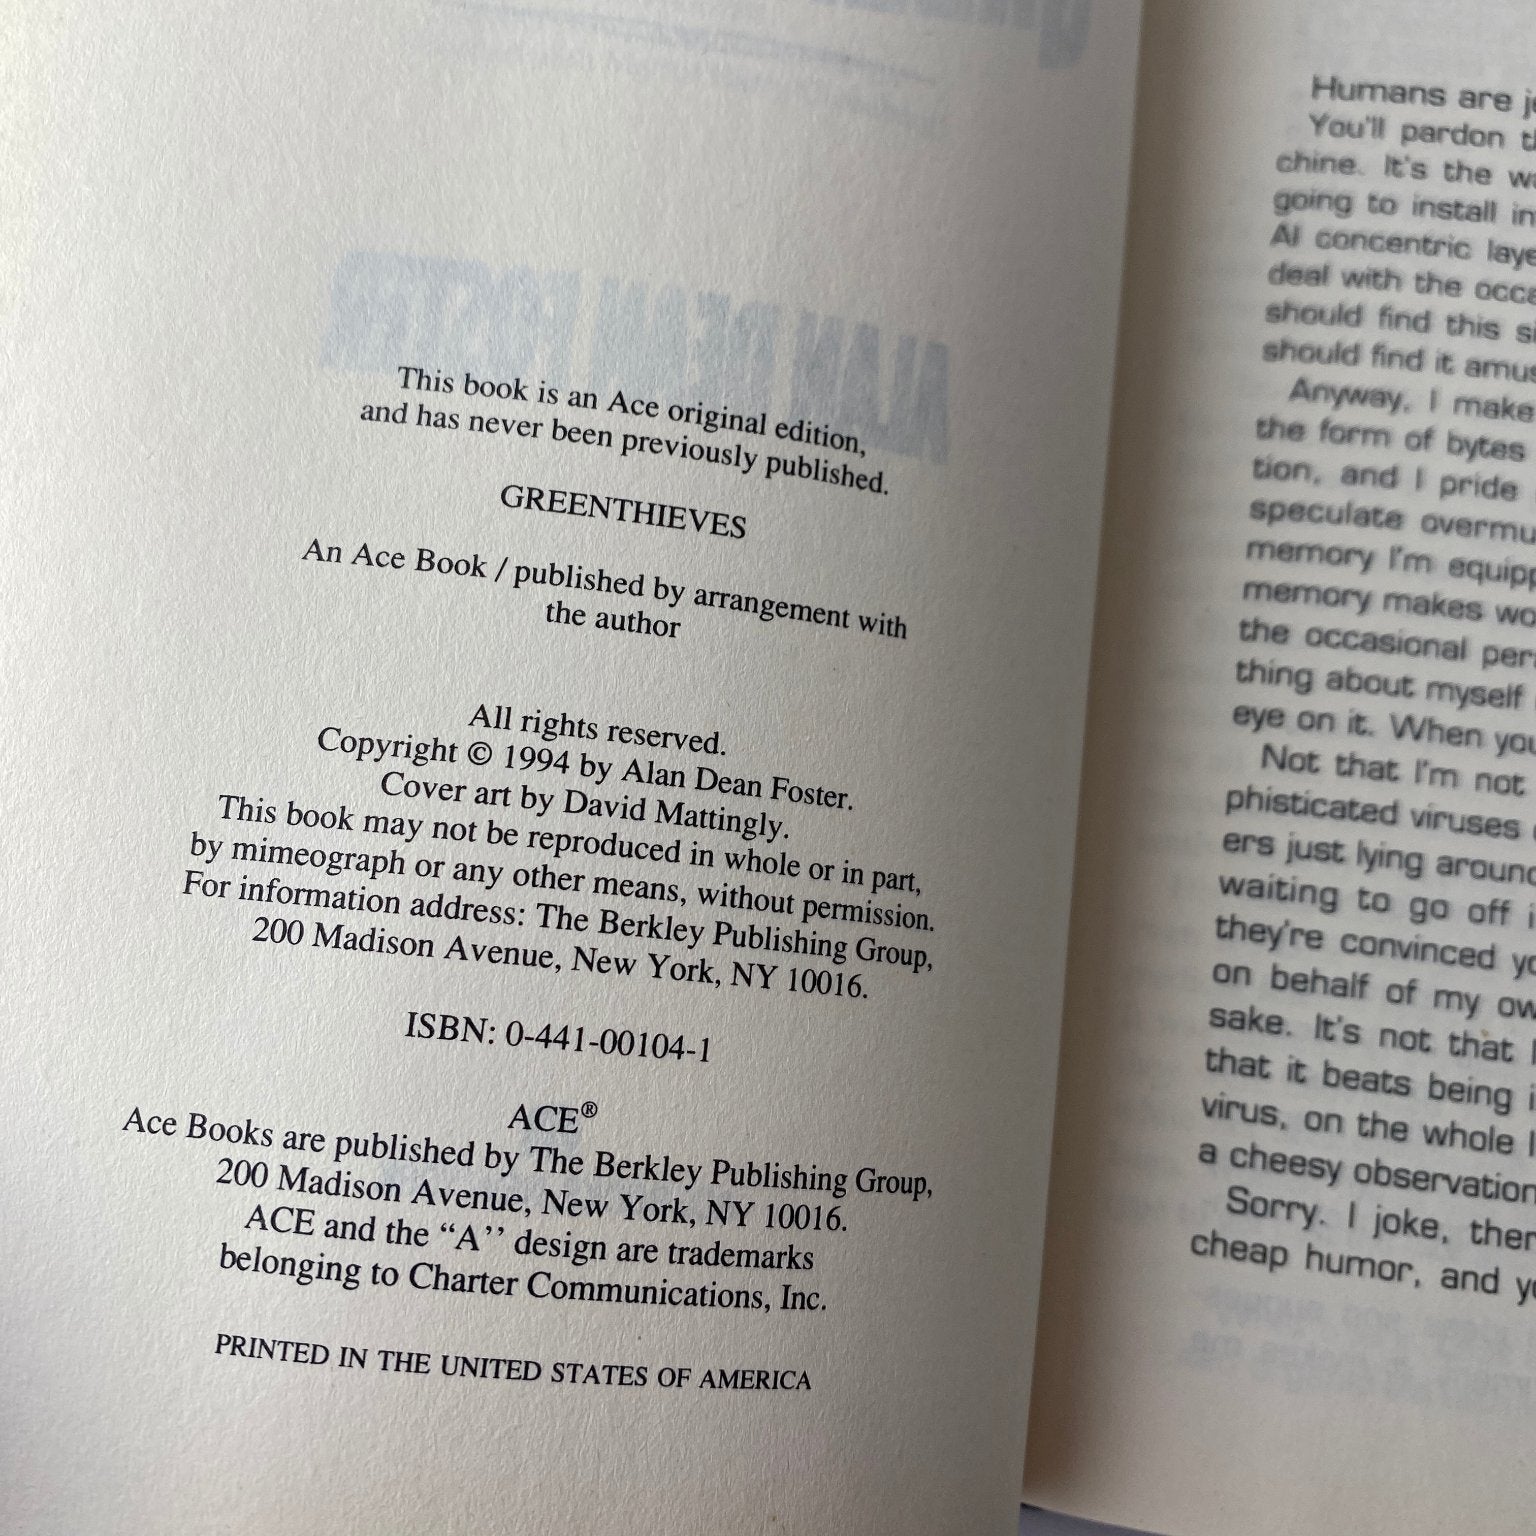 This book is an Ace original edition,
and has never been previously published.
GREENTHIEVES
An Ace Book / published by arrangement with
the author
All rights reserved.
Copyright © 1994 by Alan Dean Foster.
Cover art by David Mattingly.
This book may not be reproduced in whole or in part,
by mimeograph or any other means, without permission.
For information address: The Berkley Publishing Group,
200 Madison Avenue, New York, NY 10016.
ISBN: 0-441-00104-1
ACE®
Ace Books are published by The Berkley Publishing Group,
200 Madison Avenue, New York, NY 10016.
ACE and the “A’’ design are trademarks
belonging to Charter Communications, Inc.
PRINTED IN THE UNITED STATES OF AMERICA
Humans are
You'll pardon
chine. It's the
going to install
AI concentric
deal with the
should find this
should find it
Anyway, I make
the form of bytes
tion, and I pride
speculate
memory I'm
memory makes
the occasional
thing about myself
eye on it. When
Not that I'm not
phisticated viruses
ers just lying
waiting to go off
they're convinced
on behalf of my
sake. It's not that
that it beats being
virus, on the whole
a cheesy
Sorry. I joke,
cheap humor, and